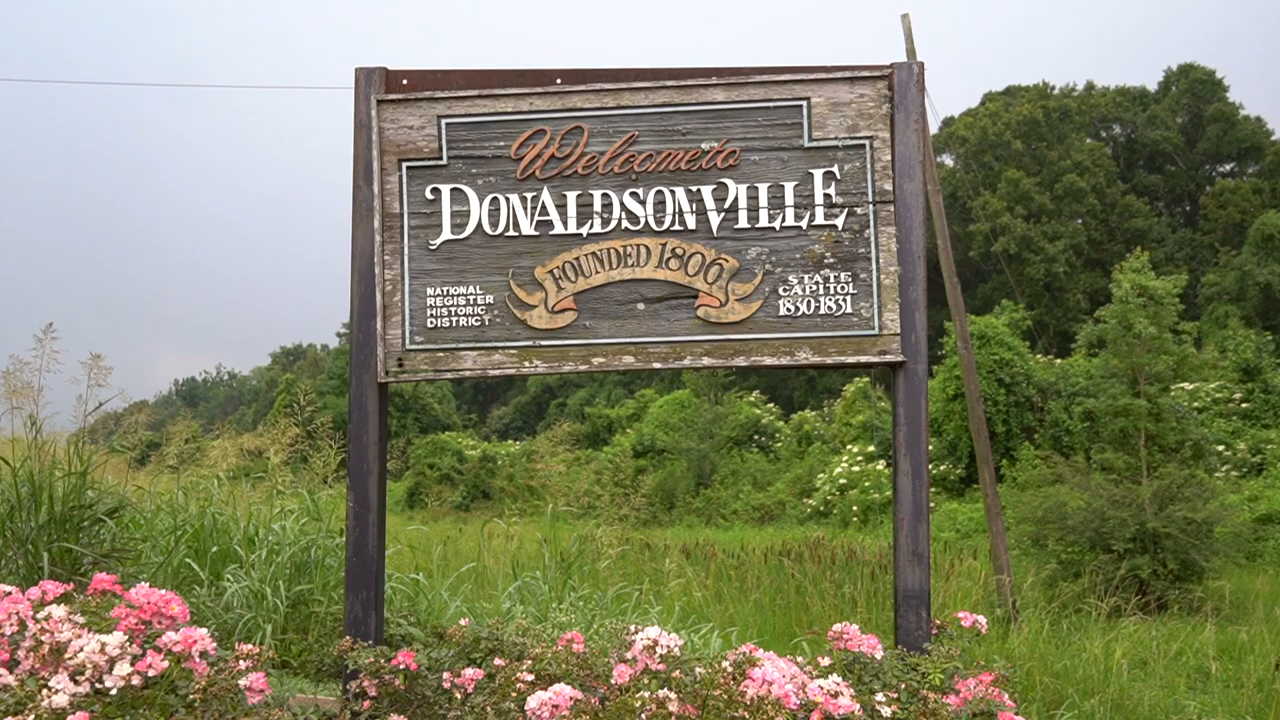 Welcome to
DONALDSONVILLE
FOUNDED 1806
NATIONAL
REGISTER
HISTORIC
DISTRICT
STATE
CAPITOL
1830-1831